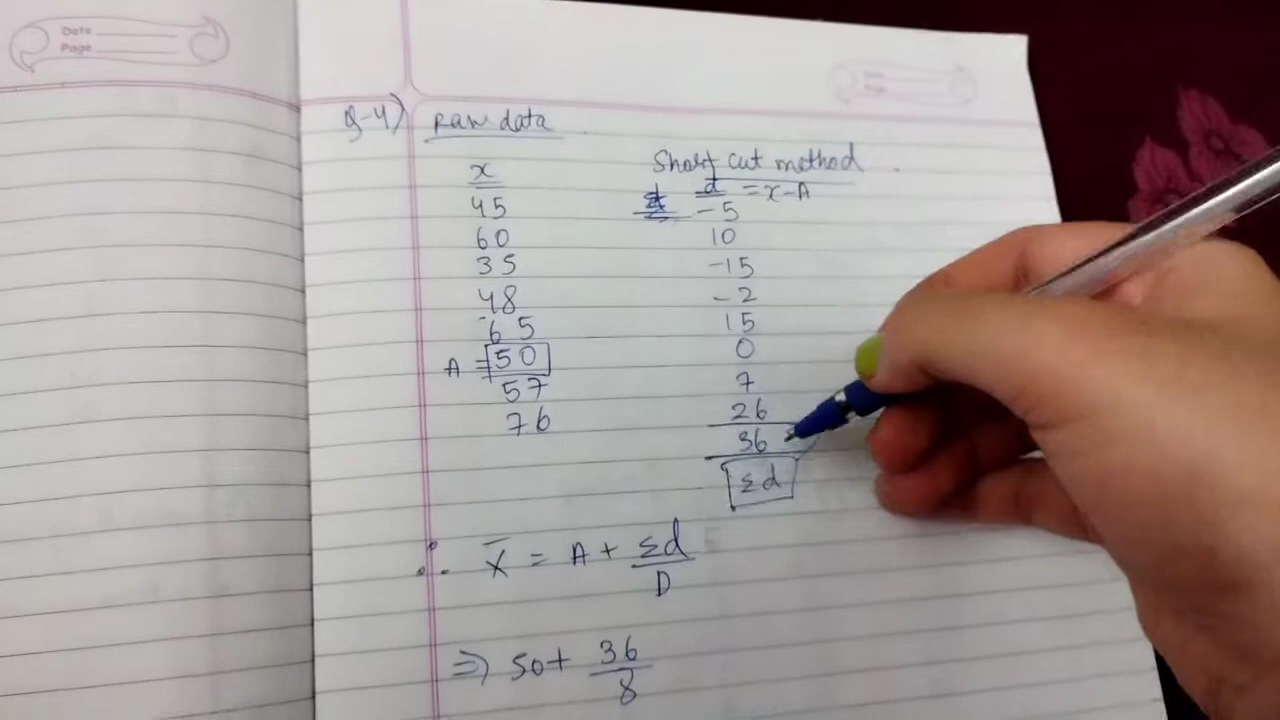 Date
Page
Q-4) Raw data
Short cut method
x
d = x-A
45 -5
60 10
35 -15
48 -2
65 15
A = 50 0
57 7
76 26
36
Σd
∴ X̄ = A + Σd/D
⇒ 50+ 36/8